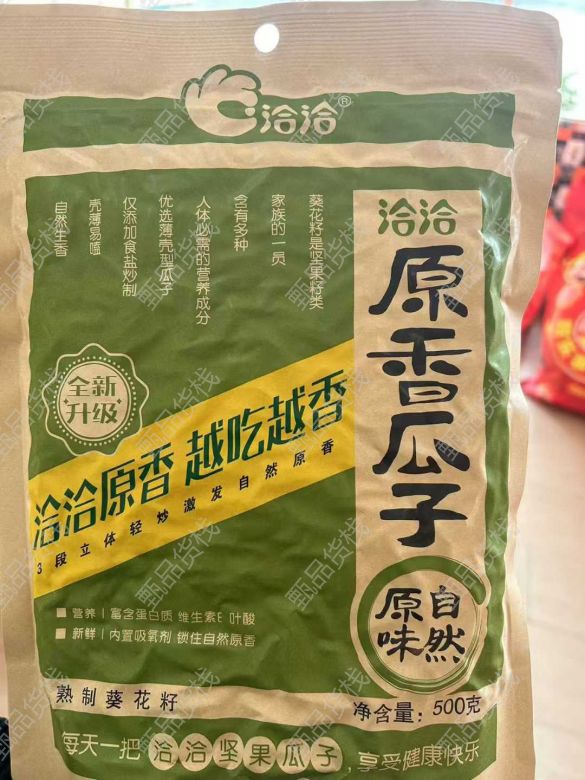 洽洽®
葵花籽是坚果籽类
家族的一员
含有多种
人体必需的营养成分
优选薄壳型瓜子
仅添加食盐炒制
壳薄易嗑
自然生香
洽洽
原香瓜子
自然
原味
全新
升级
洽洽原香 越吃越香
3段立体轻炒激发自然原香
■ 营养 | 富含蛋白质 维生素E 叶酸
■ 新鲜 | 内置吸氧剂 锁住自然原香
熟制葵花籽
净含量: 500克
每天一把 洽洽坚果瓜子, 享受健康快乐
甄品货栈